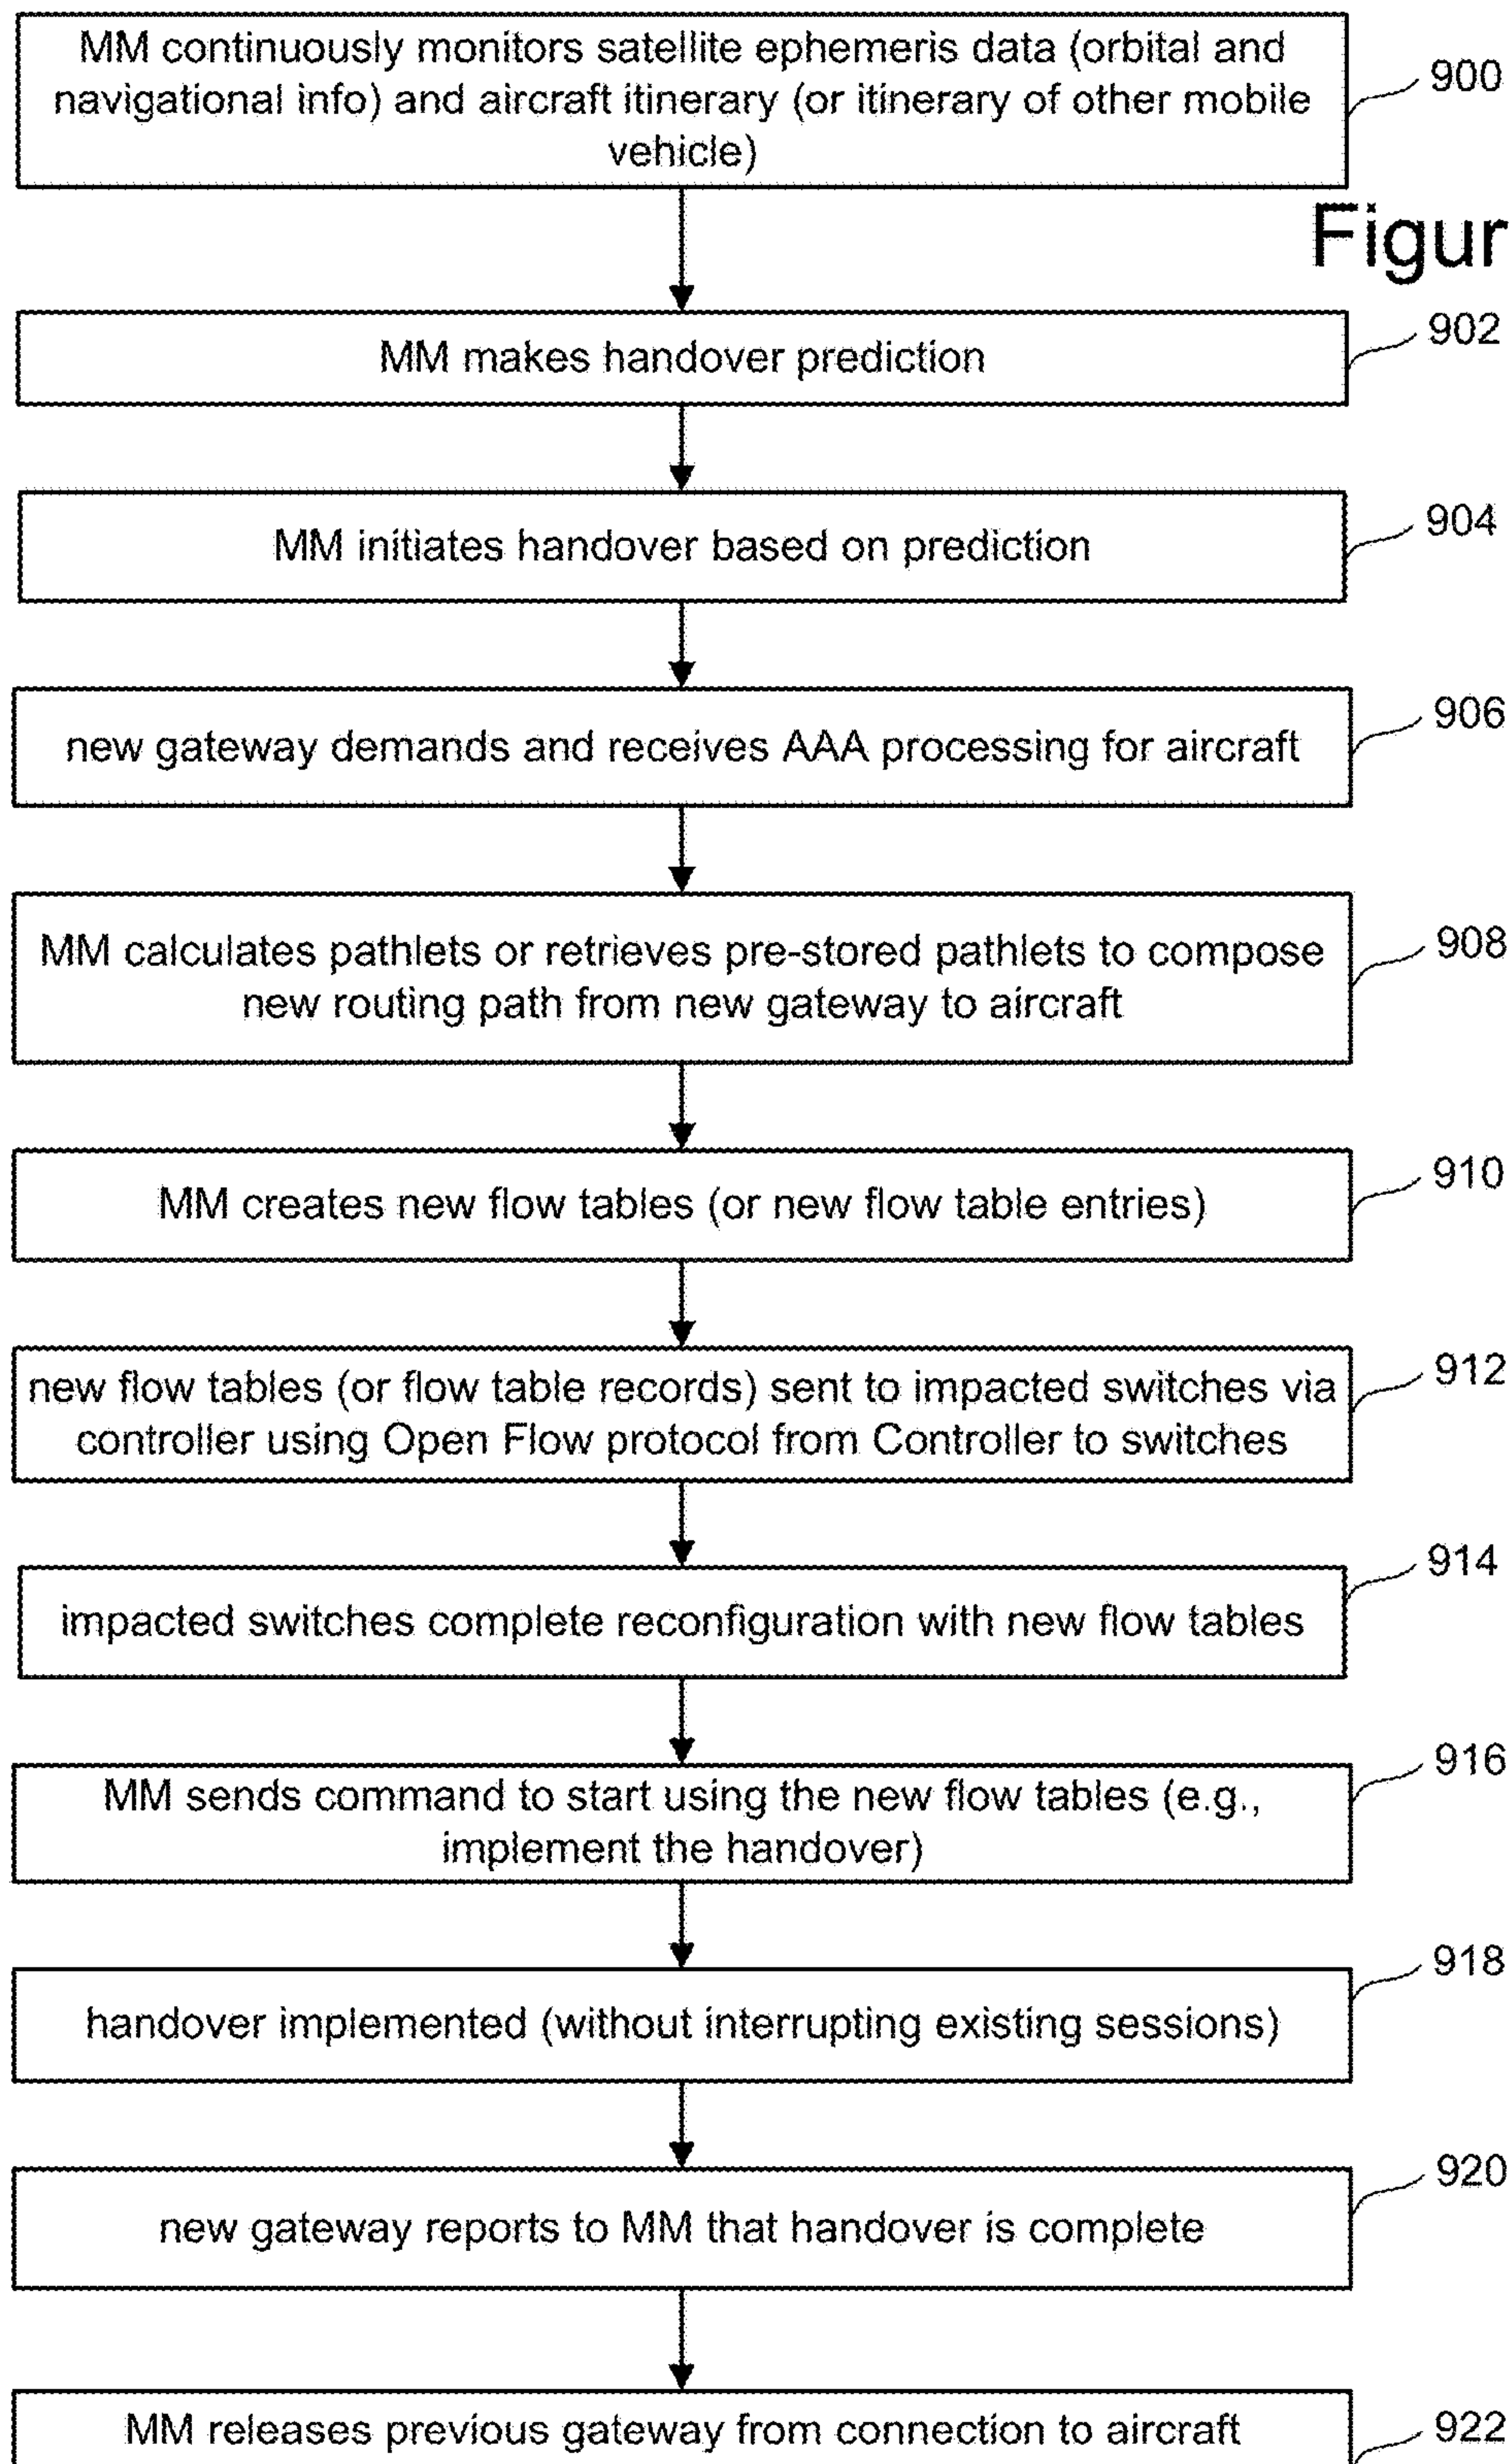 MM continuously monitors satellite ephemeris data (orbital and
navigational info) and aircraft itinerary (or itinerary of other mobile
vehicle)
900
Figur
MM makes handover prediction
902
MM initiates handover based on prediction
904
new gateway demands and receives AAA processing for aircraft
906
MM calculates pathlets or retrieves pre-stored pathlets to compose
new routing path from new gateway to aircraft
908
MM creates new flow tables (or new flow table entries)
910
new flow tables (or flow table records) sent to impacted switches via
controller using Open Flow protocol from Controller to switches
912
impacted switches complete reconfiguration with new flow tables
914
MM sends command to start using the new flow tables (e.g.,
implement the handover)
916
handover implemented (without interrupting existing sessions)
918
new gateway reports to MM that handover is complete
920
MM releases previous gateway from connection to aircraft
922